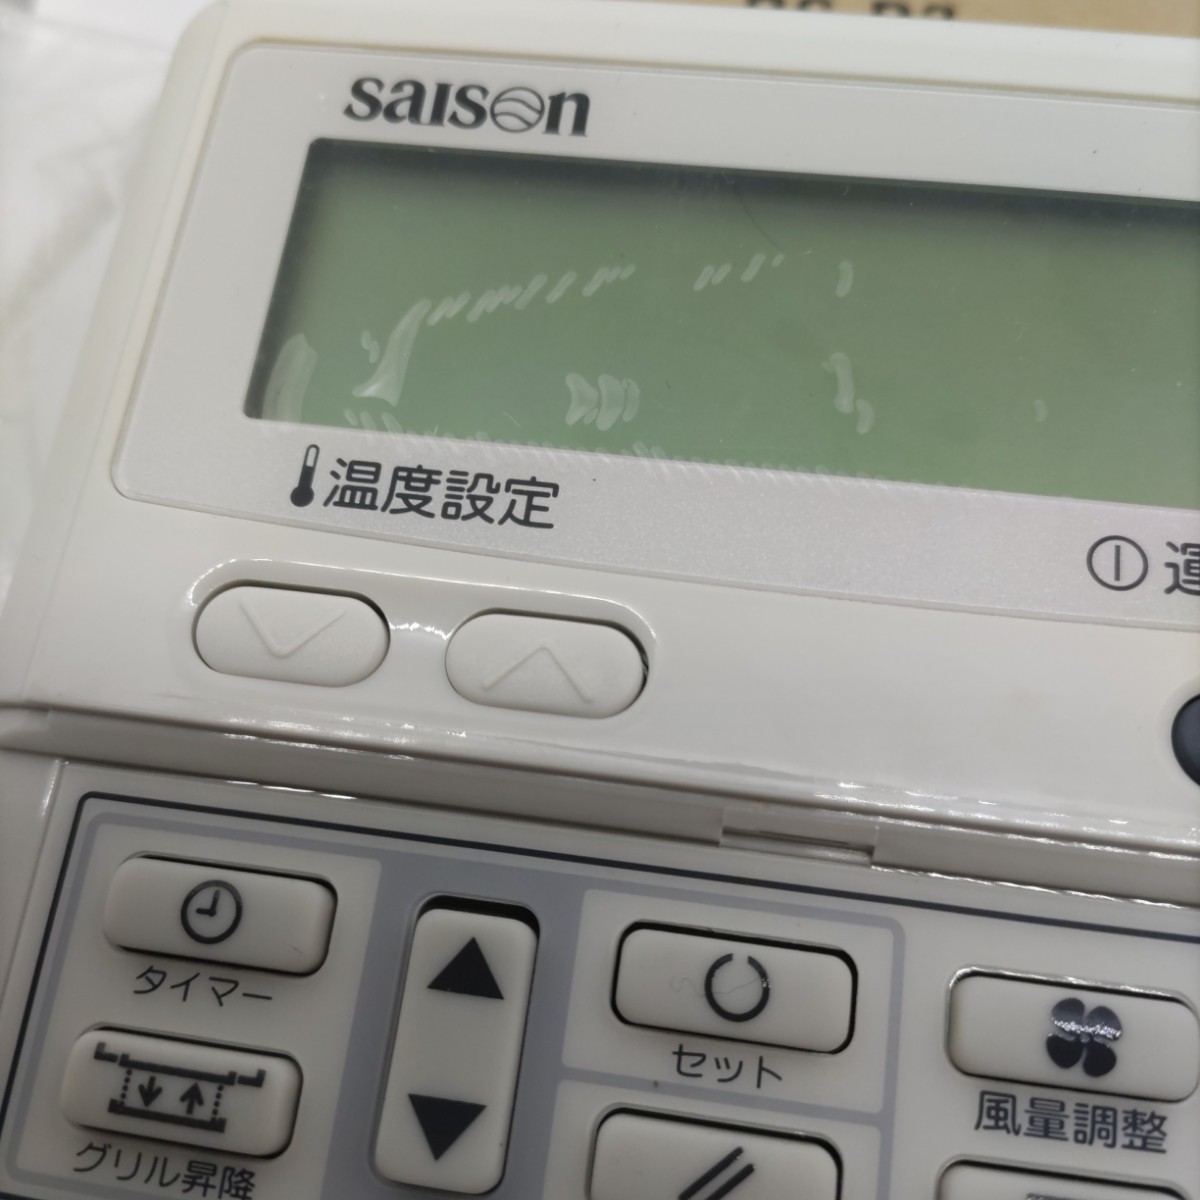 saison
温度設定
運
タイマー
セット
風量調整
グリル昇降